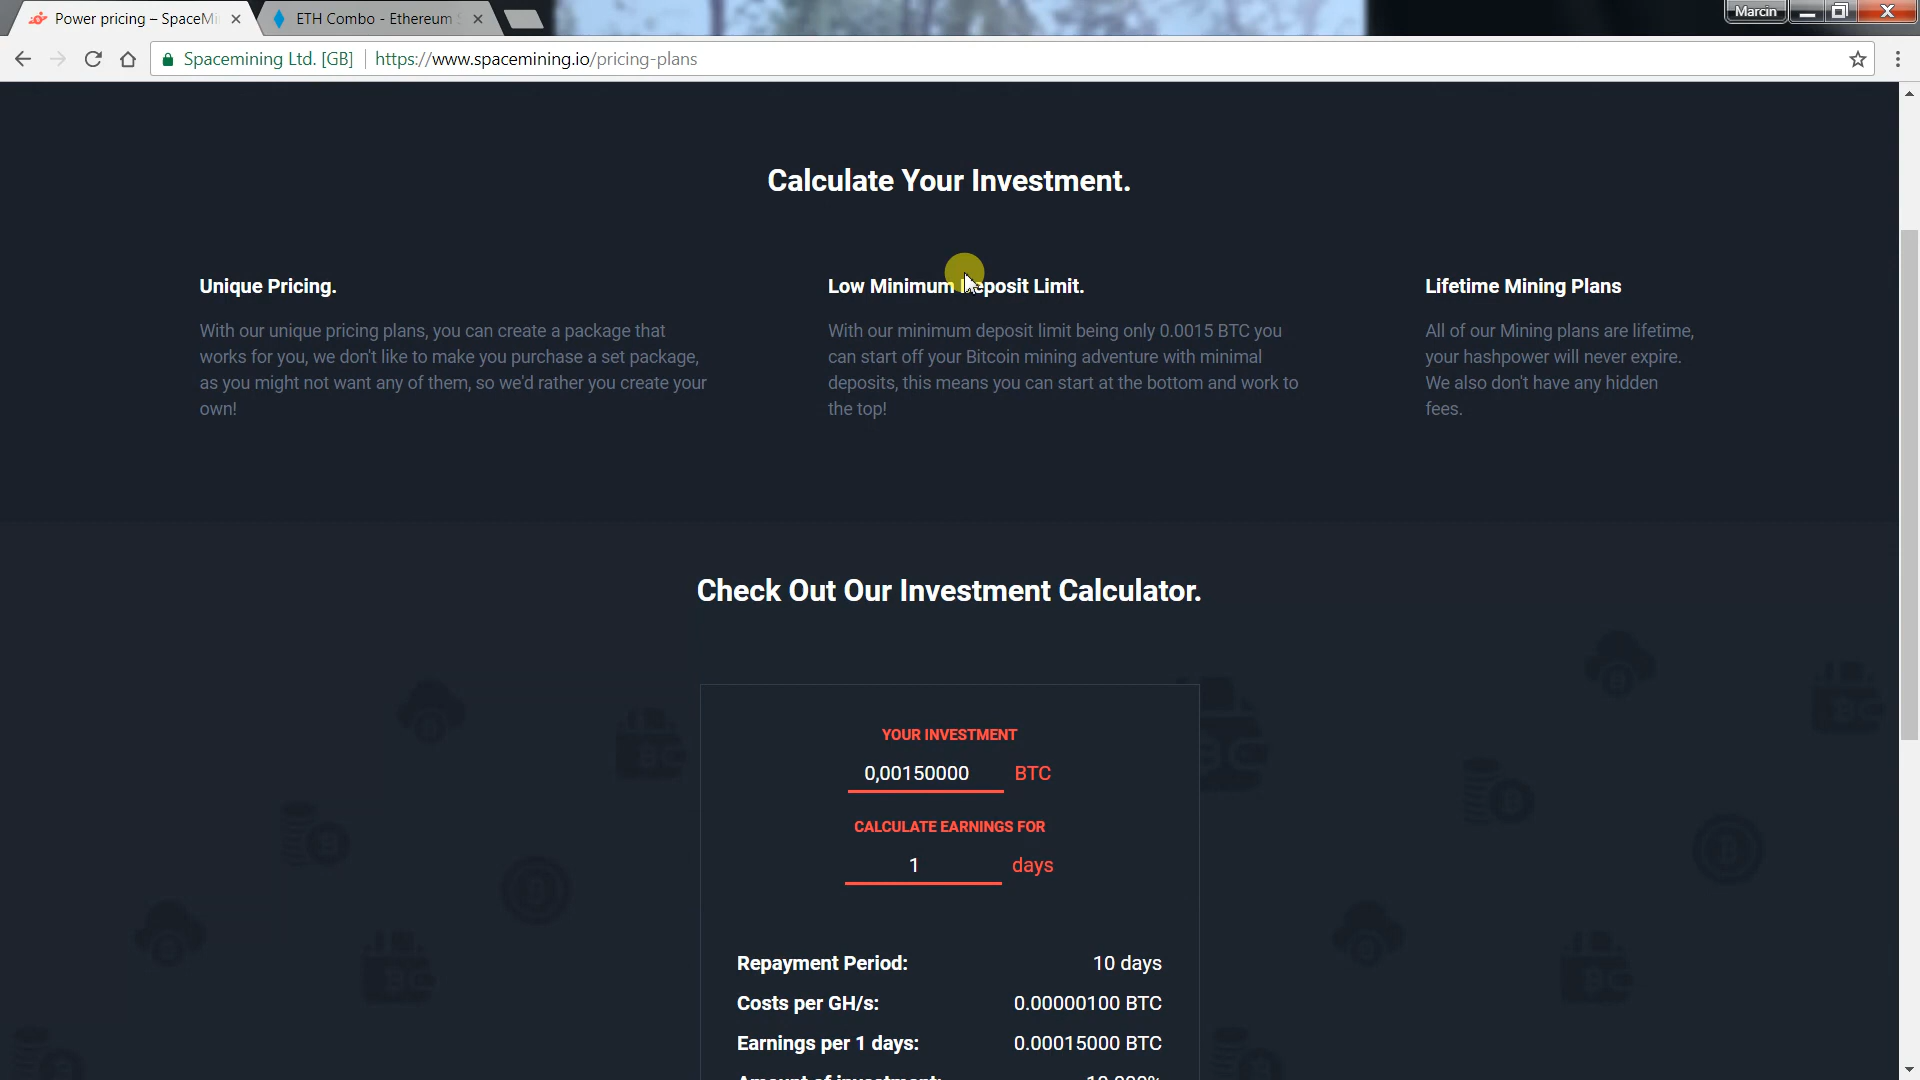 Power pricing – SpaceMi
ETH Combo - Ethereum
Marcin
Spacemining Ltd. [GB]
https://www.spacemining.io/pricing-plans
Calculate Your Investment.
Unique Pricing.
With our unique pricing plans, you can create a package that
works for you, we don't like to make you purchase a set package,
as you might not want any of them, so we'd rather you create your
own!
Low Minimum Deposit Limit.
With our minimum deposit limit being only 0.0015 BTC you
can start off your Bitcoin mining adventure with minimal
deposits, this means you can start at the bottom and work to
the top!
Lifetime Mining Plans
All of our Mining plans are lifetime,
your hashpower will never expire.
We also don't have any hidden
fees.
Check Out Our Investment Calculator.
YOUR INVESTMENT
0,00150000 BTC
CALCULATE EARNINGS FOR
1 days
Repayment Period: 10 days
Costs per GH/s: 0.00000100 BTC
Earnings per 1 days: 0.00015000 BTC